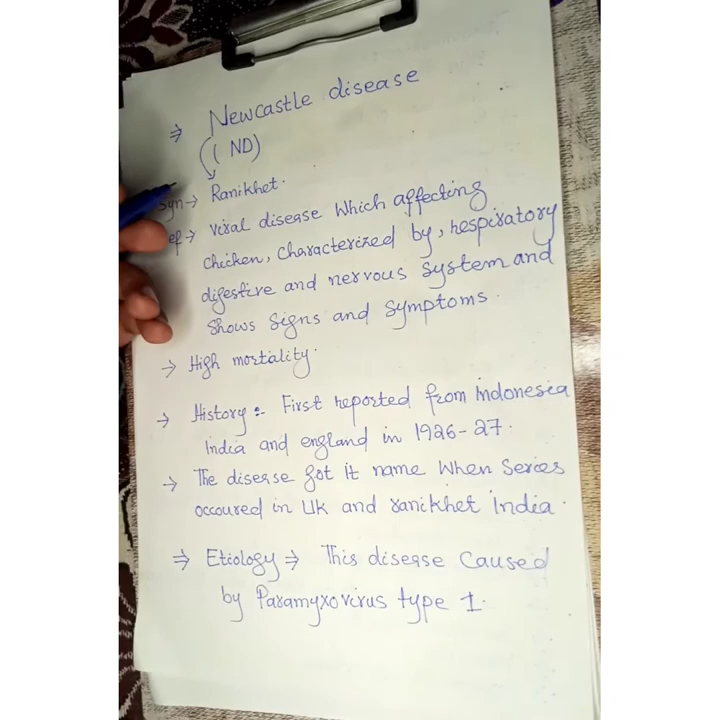 ⇒ Newcastle disease
( ND)
Syn → Ranikhet.
ef → viral disease Which affecting
chicken, characterized by, respiratory
digestive and nervous system and
Shows Signs and Symptoms.
→ High mortality.
→ History :- First reported from Indonesia
India and england in 1926-27.
→ The disease got it name When Series
occoured in UK and ranikhet India.
⇒ Etiology ⇒ This disease Caused
by Paramyxovirus type 1.